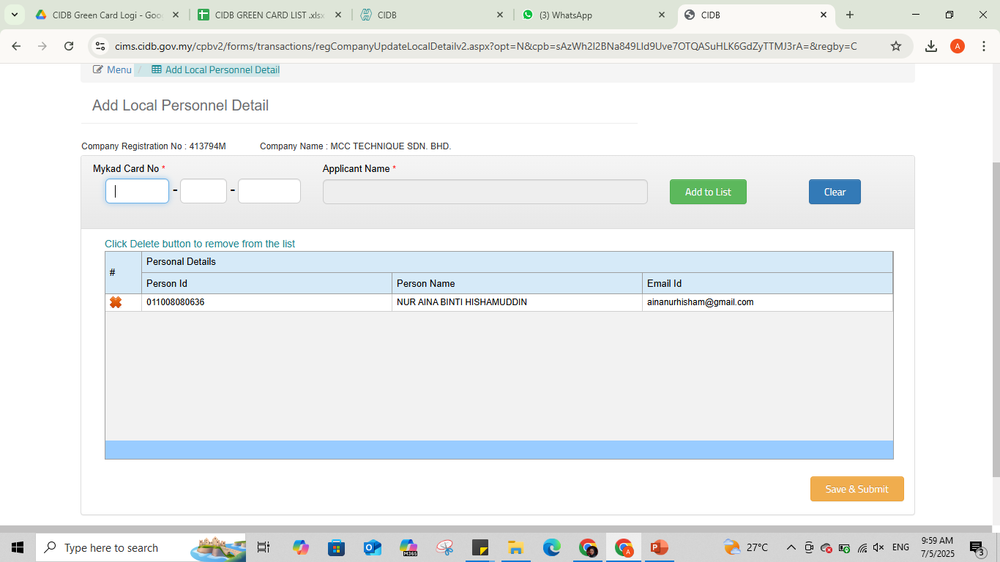 CIDB Green Card Logi - Goo
CIDB GREEN CARD LIST .xlsx
CIDB
(3) WhatsApp
CIDB
cims.cidb.gov.my/cpbv2/forms/transactions/regCompanyUpdateLocalDetailv2.aspx?opt=N&cpb=sAzWh2I2BNa849LId9Uve7OTQASuHLK6GdZyTTMJ3rA=&regby=C
A
Menu / Add Local Personnel Detail
Add Local Personnel Detail
Company Registration No : 413794M
Company Name : MCC TECHNIQUE SDN. BHD.
Mykad Card No *
Applicant Name *
- -
Add to List
Clear
Click Delete button to remove from the list
#
Personal Details
Person Id
Person Name
Email Id
011008080636
NUR AINA BINTI HISHAMUDDIN
ainanurhisham@gmail.com
Save & Submit
Type here to search
M365
A
P
27°C
ENG
9:59 AM
7/5/2025
3